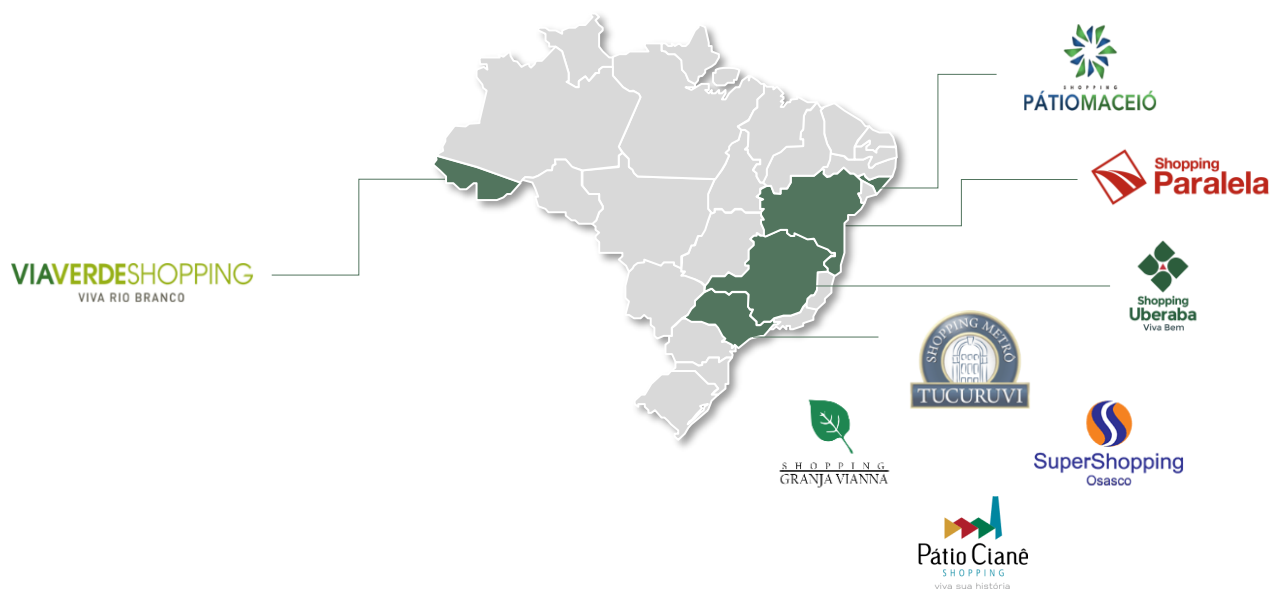 SHOPPING
PÁTIOMACEIÓ
Shopping
Paralela
VIAVERDESHOPPING
VIVA RIO BRANCO
Shopping
Uberaba
Viva Bem
SHOPPING METRÔ
TUCURUVI
SHOPPING
GRANJA VIANNA
SuperShopping
Osasco
Pátio Cianê
SHOPPING
viva sua história